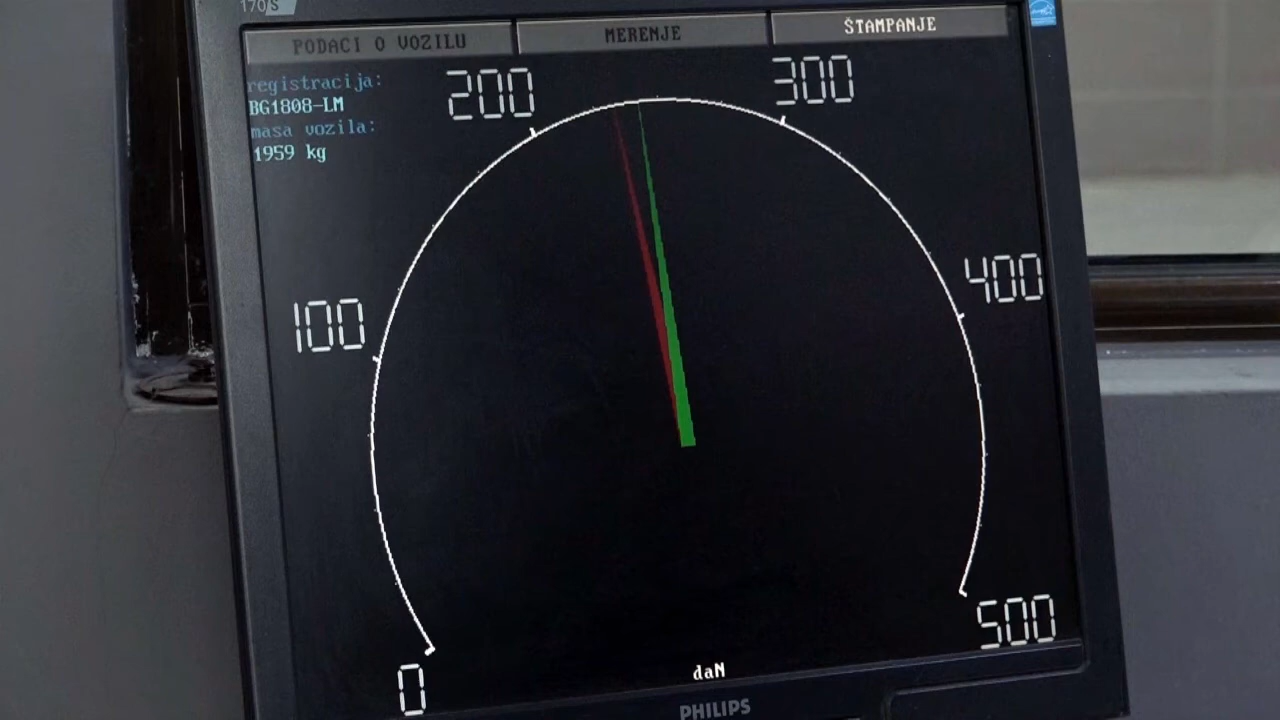 170/S
PODACI O VOZILU
MERENJE
ŠTAMPANJE
registracija:
BG1808-LM
masa vozila:
1959 kg
200
300
100
400
0
500
daN
PHILIPS